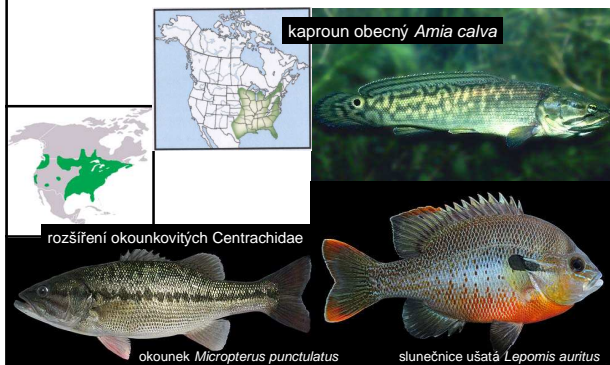 kaproun obecný Amia calva
rozšíření okounkovitých Centrachidae
okounek Micropterus punctulatus
slunečnice ušatá Lepomis auritus